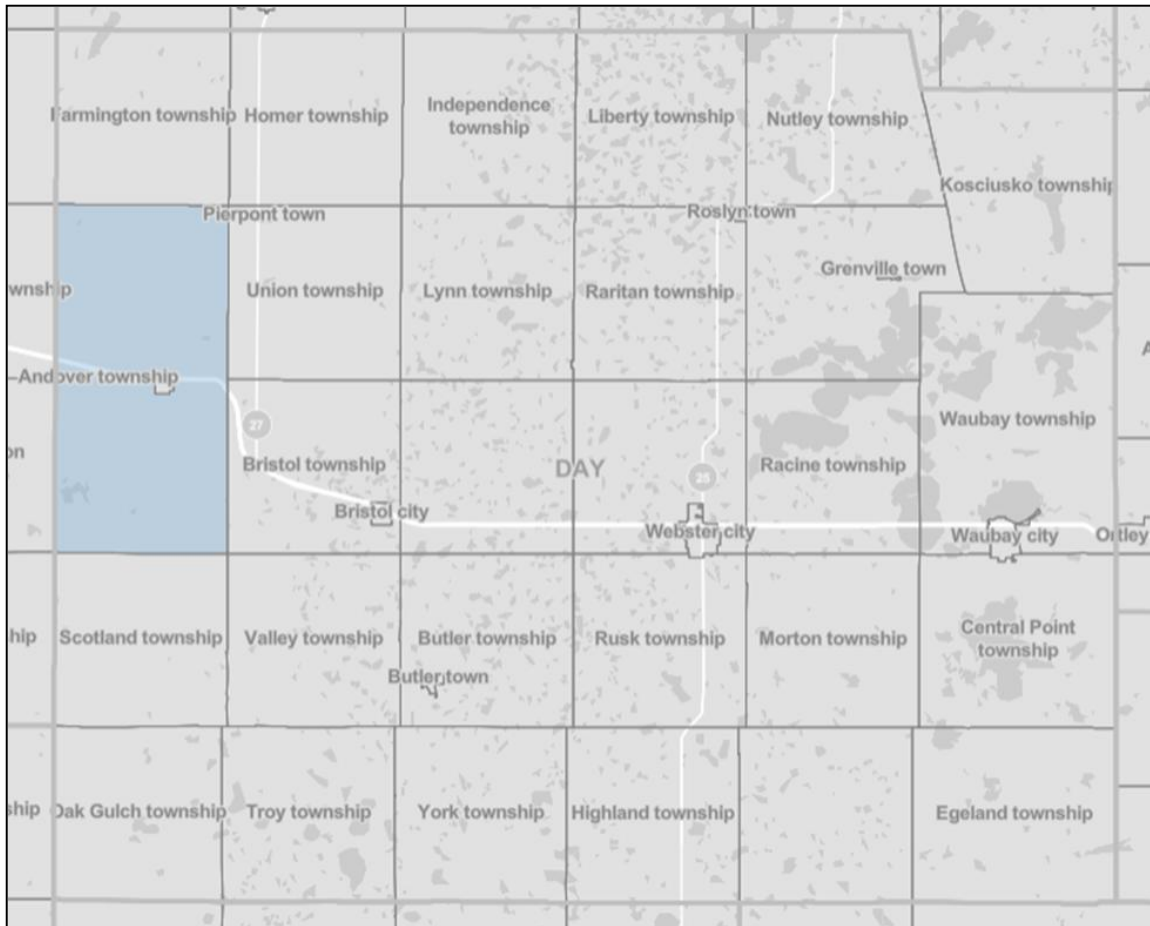 Farmington township
Homer township
Independence
township
Liberty township
Nutley township
Kosciusko township
Pierpont town
Roslyn town
Grenville town
wnship
Union township
Lynn township
Raritan township
Andover township
27
Waubay township
on
Bristol township
DAY
25
Racine township
Bristol city
Webster city
Waubay city
Ortley
hip
Scotland township
Valley township
Butler township
Rusk township
Morton township
Central Point
township
Butler town
ship
Oak Gulch township
Troy township
York township
Highland township
Egeland township